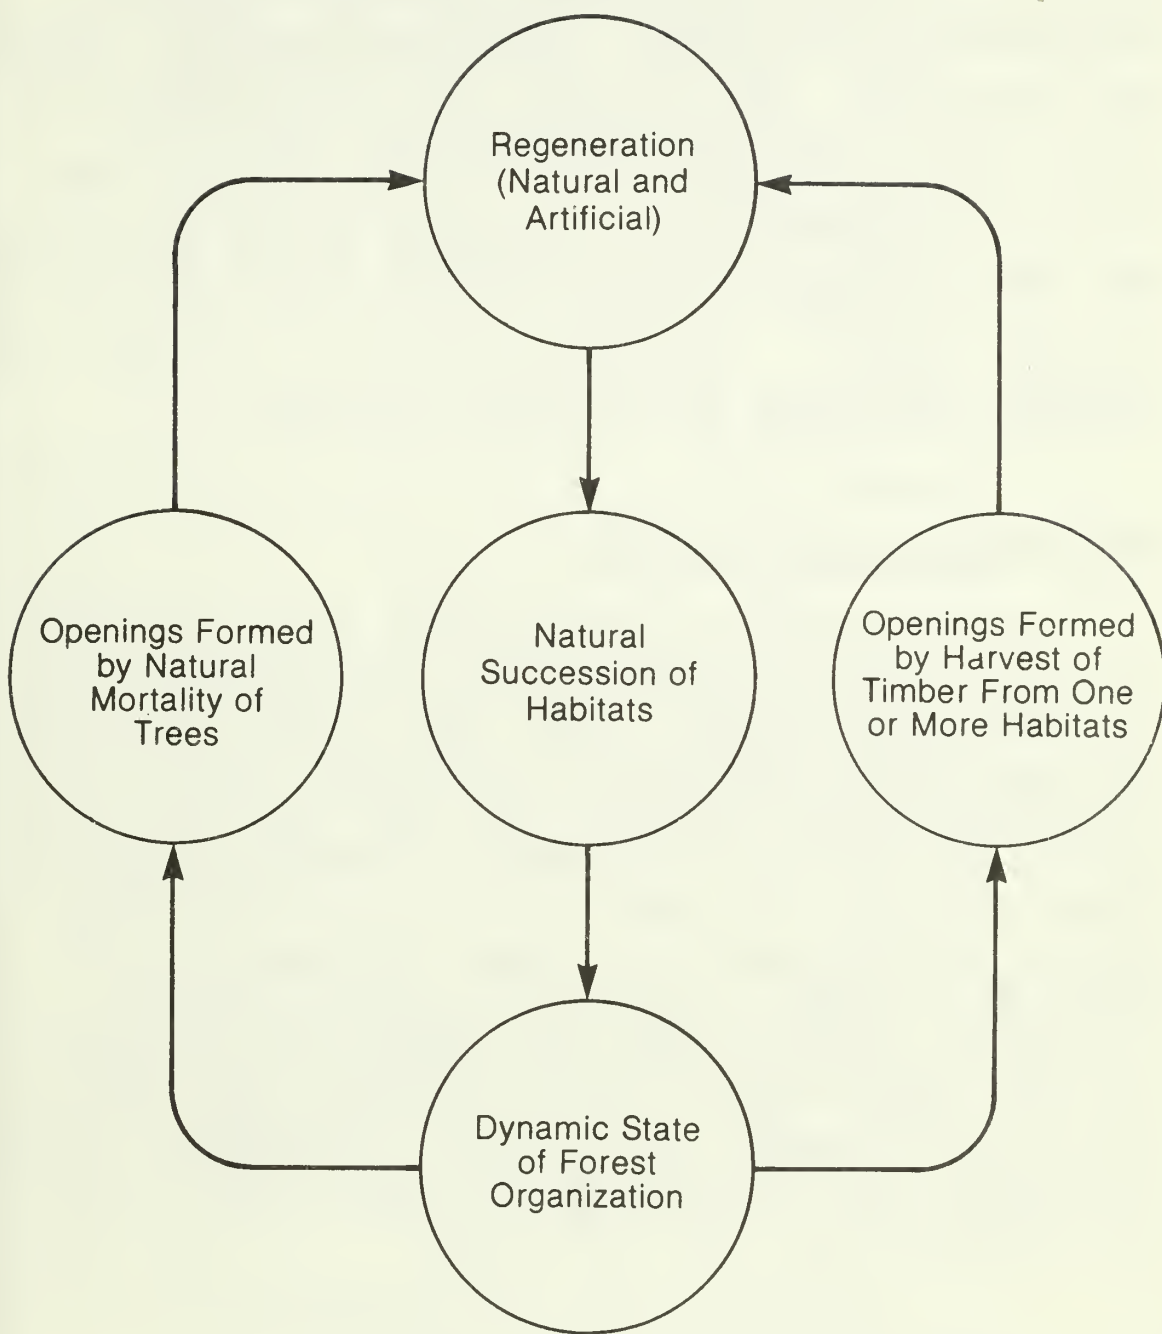 Regeneration
(Natural and
Artificial)
Openings Formed
by Natural
Mortality of
Trees
Natural
Succession of
Habitats
Openings Formed
by Harvest of
Timber From One
or More Habitats
Dynamic State
of Forest
Organization